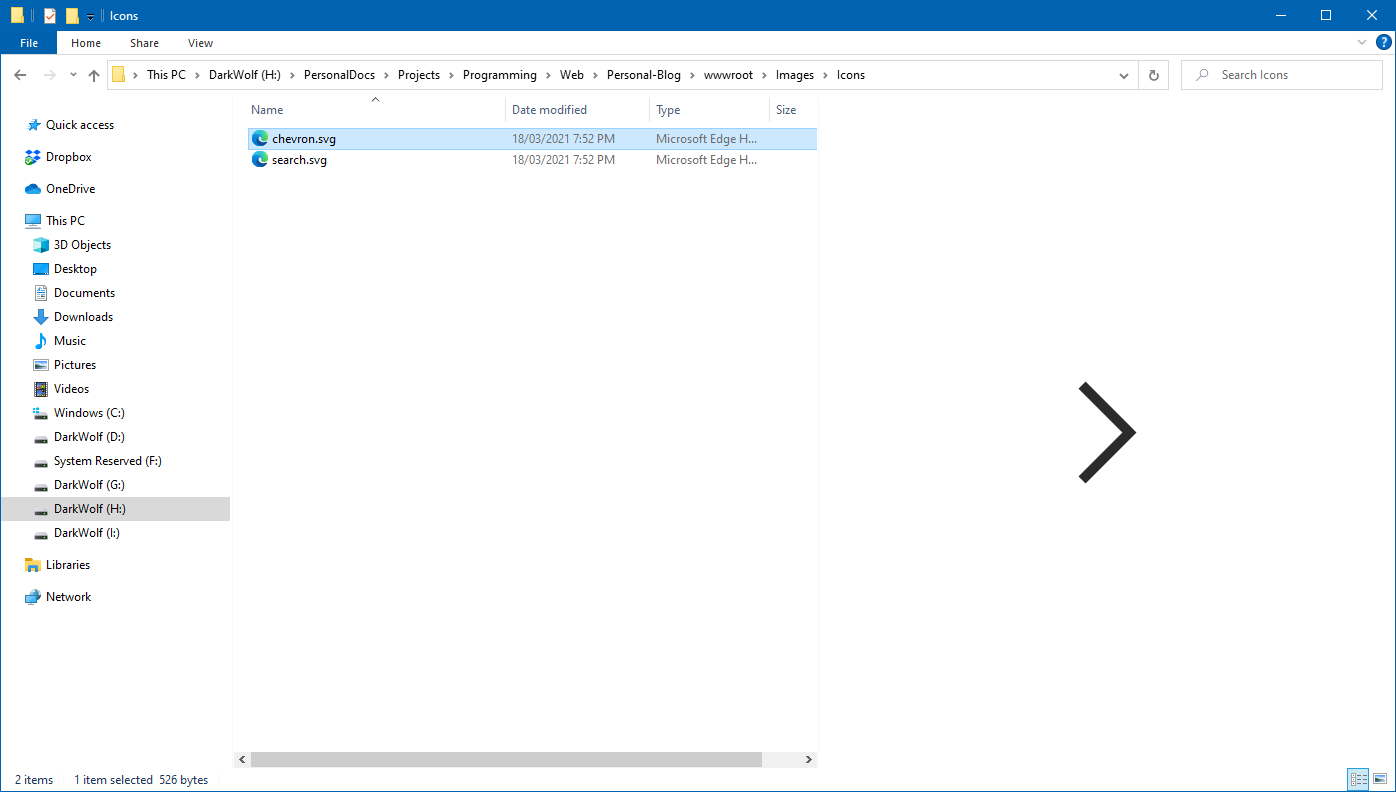 Icons
File Home Share View
This PC DarkWolf (H:) PersonalDocs Projects Programming Web Personal-Blog wwwroot Images Icons Search Icons
Name Date modified Type Size
chevron.svg 18/03/2021 7:52 PM Microsoft Edge H...
search.svg 18/03/2021 7:52 PM Microsoft Edge H...
Quick access
Dropbox
OneDrive
This PC
3D Objects
Desktop
Documents
Downloads
Music
Pictures
Videos
Windows (C:)
DarkWolf (D:)
System Reserved (F:)
DarkWolf (G:)
DarkWolf (H:)
DarkWolf (I:)
Libraries
Network
2 items 1 item selected 526 bytes